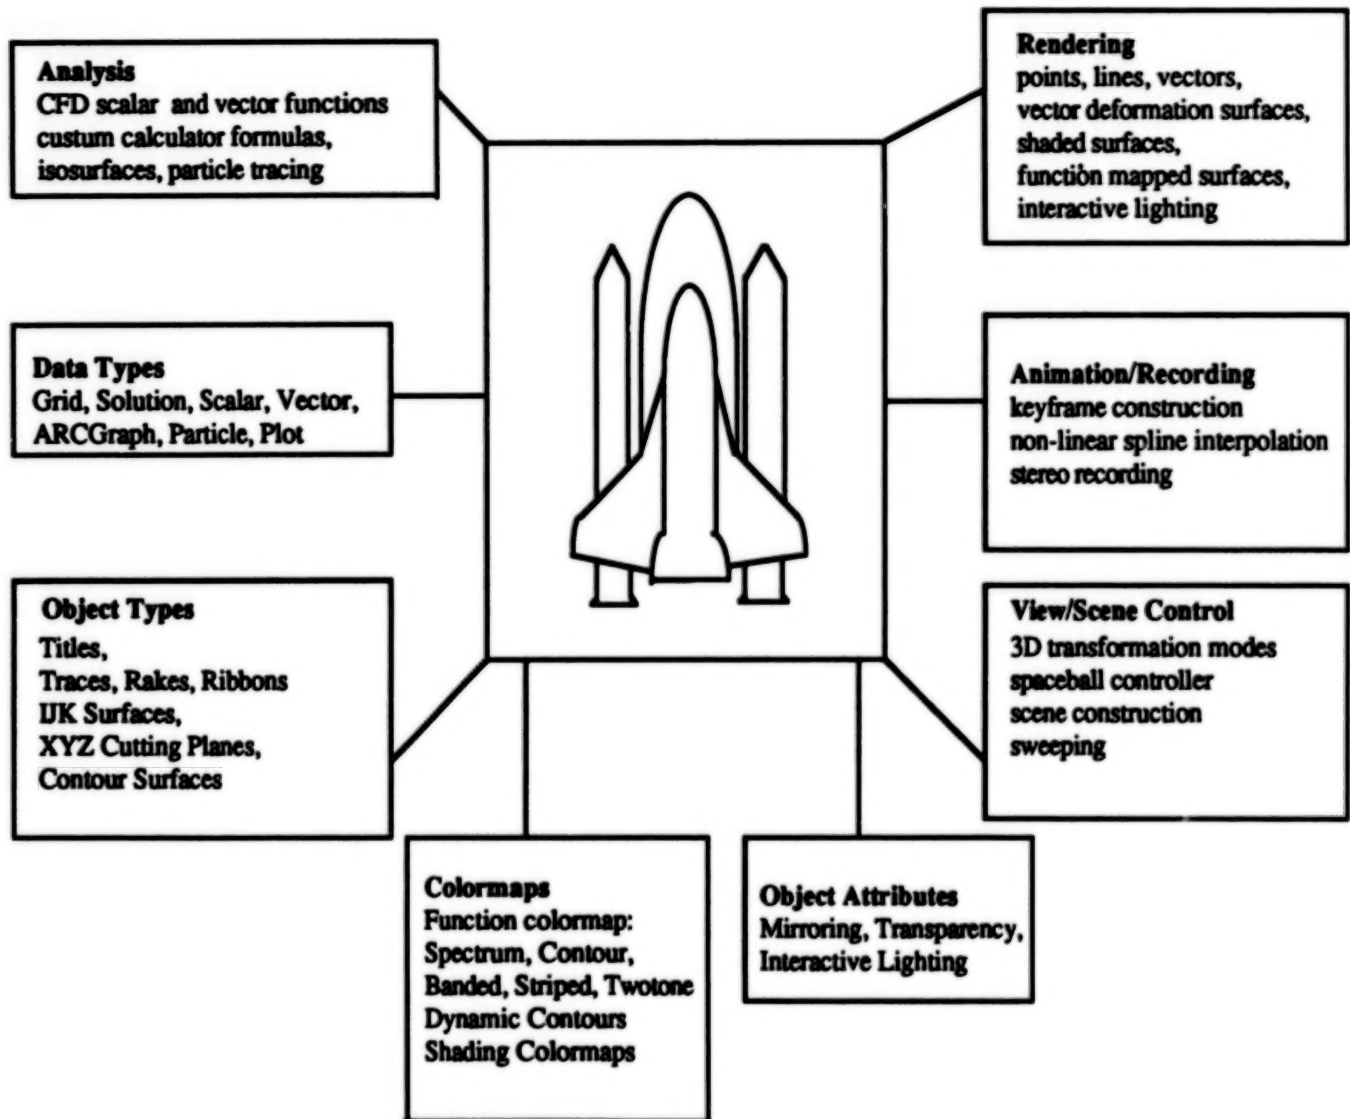 Analysis
CFD scalar and vector functions
custum calculator formulas,
isosurfaces, particle tracing
Data Types
Grid, Solution, Scalar, Vector,
ARCGraph, Particle, Plot
Object Types
Titles,
Traces, Rakes, Ribbons
IJK Surfaces,
XYZ Cutting Planes,
Contour Surfaces
Colormaps
Function colormap:
Spectrum, Contour,
Banded, Striped, Twotone
Dynamic Contours
Shading Colormaps
Object Attributes
Mirroring, Transparency,
Interactive Lighting
Rendering
points, lines, vectors,
vector deformation surfaces,
shaded surfaces,
function mapped surfaces,
interactive lighting
Animation/Recording
keyframe construction
non-linear spline interpolation
stereo recording
View/Scene Control
3D transformation modes
spaceball controller
scene construction
sweeping